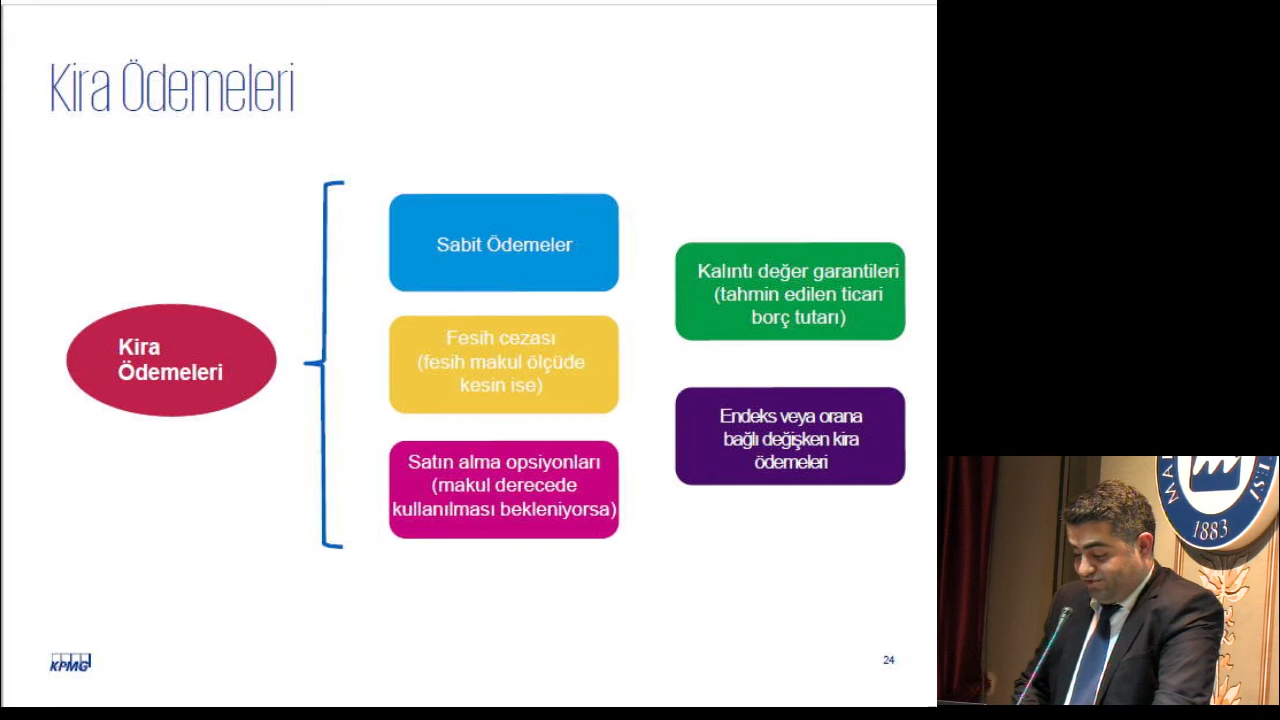 Kira Ödemeleri
Kira
Ödemeleri
Sabit Ödemeler
Fesih cezası
(fesih makul ölçüde
kesin ise)
Satın alma opsiyonları
(makul derecede
kullanılması bekleniyorsa)
Kalıntı değer garantileri
(tahmin edilen ticari
borç tutarı)
Endeks veya orana
bağlı değişken kira
ödemeleri
KPMG
24
1883